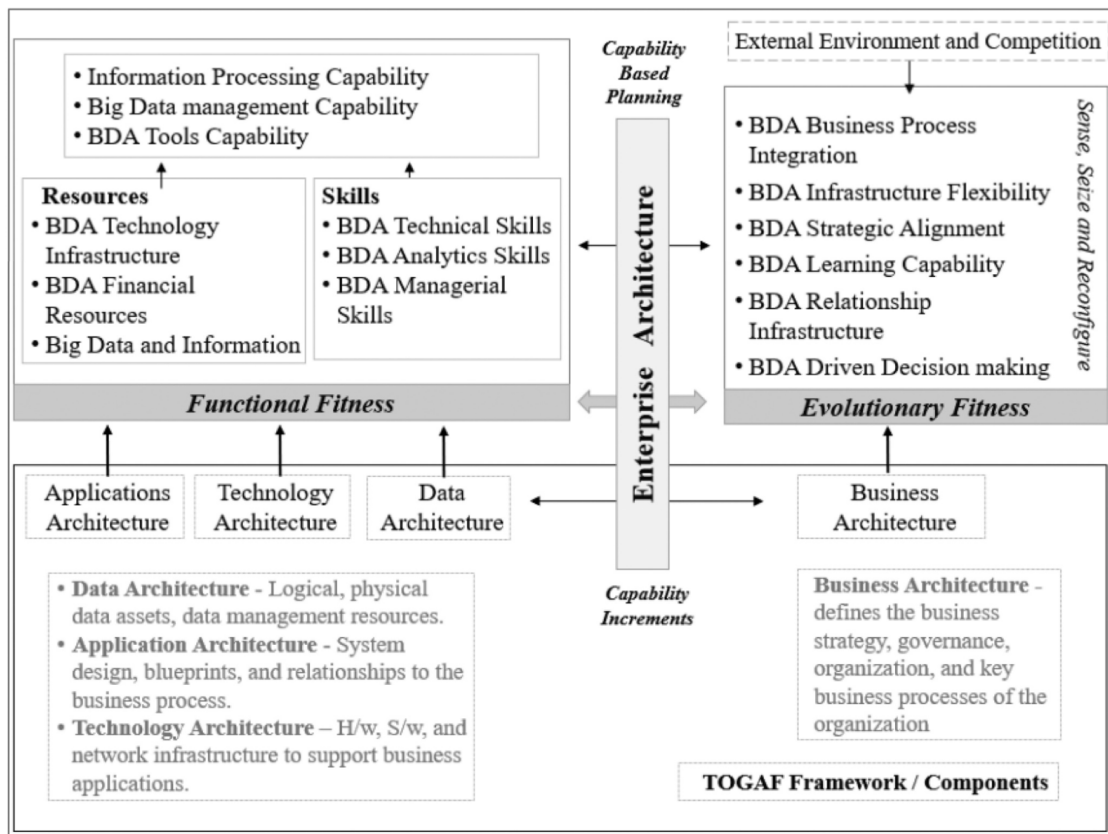 • Information Processing Capability
• Big Data management Capability
• BDA Tools Capability
Resources
• BDA Technology
Infrastructure
• BDA Financial
Resources
• Big Data and Information
Skills
• BDA Technical Skills
• BDA Analytics Skills
• BDA Managerial
Skills
Functional Fitness
Capability
Based
Planning
Enterprise Architecture
Capability
Increments
External Environment and Competition
• BDA Business Process
Integration
• BDA Infrastructure Flexibility
• BDA Strategic Alignment
• BDA Learning Capability
• BDA Relationship
Infrastructure
• BDA Driven Decision making
Sense, Seize and Reconfigure
Evolutionary Fitness
Applications
Architecture
Technology
Architecture
Data
Architecture
Business
Architecture
• Data Architecture - Logical, physical
data assets, data management resources.
• Application Architecture - System
design, blueprints, and relationships to the
business process.
• Technology Architecture – H/w, S/w, and
network infrastructure to support business
applications.
Business Architecture -
defines the business
strategy, governance,
organization, and key
business processes of the
organization
TOGAF Framework / Components